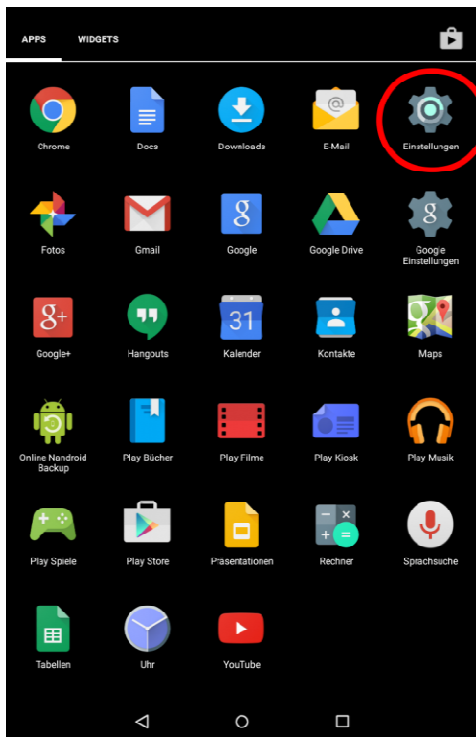 APPS WIDGETS
Chrome Docs Downloads E-Mail Einstellungen
Fotos Gmail Google Google Drive Google
Einstellungen
Google+ Hangouts Kalender Kontakte Maps
Online Nandroid
Backup Play Bücher Play Filme Play Kiosk Play Musik
Play Spiele Play Store Präsentationen Rechner Sprachsuche
Tabellen Uhr YouTube